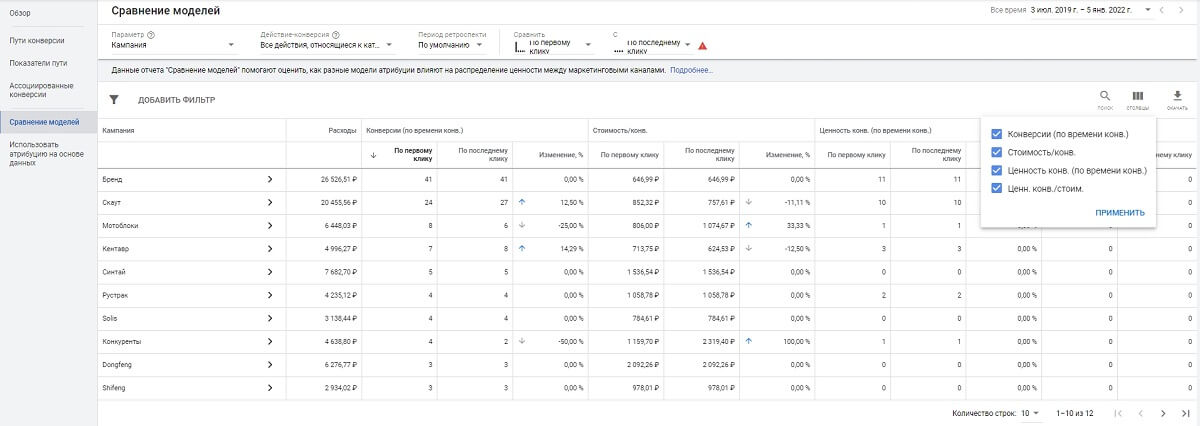 Обзор
Пути конверсии
Показатели пути
Ассоциированные
конверсии
Сравнение моделей
Использовать
атрибуцию на основе
данных
Сравнение моделей
Все время 3 июл. 2019 г. – 5 янв. 2022 г.
Параметр Действие-конверсия Период ретроспекти Сравнить С
Кампания Все действия, относящиеся к кат... По умолчанию По первому клику По последнему клику
Данные отчета "Сравнение моделей" помогают оценить, как разные модели атрибуции влияют на распределение ценности между маркетинговыми каналами. Подробнее...
ДОБАВИТЬ ФИЛЬТР ПОИСК СТОЛБЦЫ СКАЧАТЬ
Кампания Расходы Конверсии (по времени конв.) Стоимость/конв. Ценность конв. (по времени конв.)
По первому клику По последнему клику Изменение, % По первому клику По последнему клику Изменение, % По первому клику По последнему клику нему клику
Бренд 26 526,51 ₽ 41 41 0,00 % 646,99 ₽ 646,99 ₽ 0,00 % 11 11 0
Скаут 20 455,56 ₽ 24 27 12,50 % 852,32 ₽ 757,61 ₽ -11,11 % 10 10 0
Мотоблоки 6 448,03 ₽ 8 6 -25,00 % 806,00 ₽ 1 074,67 ₽ 33,33 % 1 1 0,00 % 0 0
Кентавр 4 996,27 ₽ 7 8 14,29 % 713,75 ₽ 624,53 ₽ -12,50 % 3 3 0,00 % 0 0
Синтай 7 682,70 ₽ 5 5 0,00 % 1 536,54 ₽ 1 536,54 ₽ 0,00 % 0 0 0,00 % 0 0
Рустрак 4 235,12 ₽ 4 4 0,00 % 1 058,78 ₽ 1 058,78 ₽ 0,00 % 2 2 0,00 % 0 0
Solis 3 138,44 ₽ 4 4 0,00 % 784,61 ₽ 784,61 ₽ 0,00 % 0 0 0,00 % 0 0
Конкуренты 4 638,80 ₽ 4 2 -50,00 % 1 159,70 ₽ 2 319,40 ₽ 100,00 % 1 1 0,00 % 0 0
Dongfeng 6 276,77 ₽ 3 3 0,00 % 2 092,26 ₽ 2 092,26 ₽ 0,00 % 0 0 0,00 % 0 0
Shifeng 2 934,02 ₽ 3 3 0,00 % 978,01 ₽ 978,01 ₽ 0,00 % 0 0 0,00 % 0 0
Конверсии (по времени конв.)
Стоимость/конв.
Ценность конв. (по времени конв.)
Ценн. конв./стоим.
ПРИМЕНИТЬ
Количество строк: 10 1–10 из 12